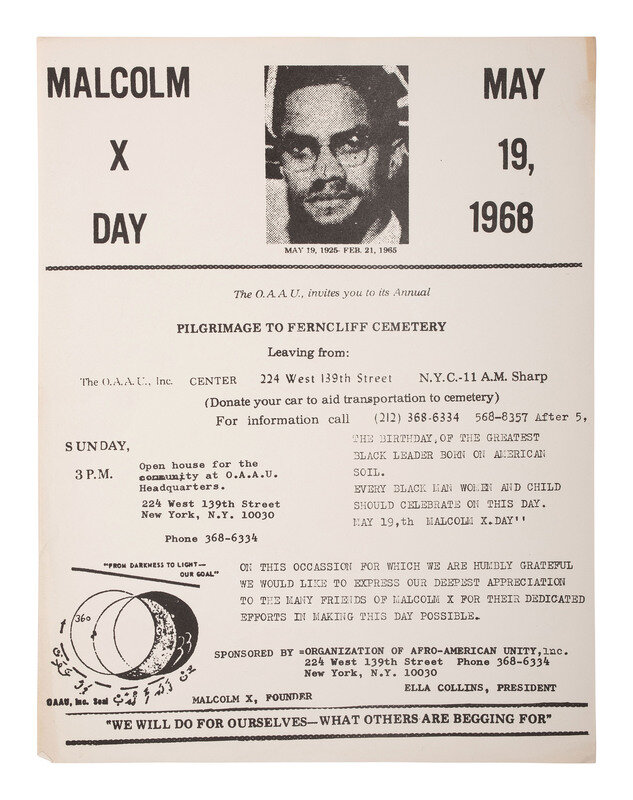 MALCOLM
X
DAY
MAY
19,
1968
MAY 19, 1925- FEB. 21, 1965
The O.A.A.U., invites you to its Annual
PILGRIMAGE TO FERNCLIFF CEMETERY
Leaving from:
The O.A.A.U., Inc. CENTER 224 West 139th Street N.Y.C.-11 A.M. Sharp
(Donate your car to aid transportation to cemetery)
For information call (212) 368-6334 568-8357 After 5,
SUNDAY,
3 P.M.
Open house for the
community at O.A.A.U.
Headquarters.
224 West 139th Street
New York, N.Y. 10030
Phone 368-6334
THE BIRTHDAY,OF THE GREATEST
BLACK LEADER BORN ON AMERICAN
SOIL.
EVERY BLACK MAN WOMEN AND CHILD
SHOULD CELEBRATE ON THIS DAY.
MAY 19,th MALCOLM X.DAY''
"FROM DARKNESS TO LIGHT—
OUR GOAL"
360
OAAU, Inc. Seal
ON THIS OCCASSION FOR WHICH WE ARE HUMBLY GRATEFUL
WE WOULD LIKE TO EXPRESS OUR DEEPEST APPRECIATION
TO THE MANY FRIENDS OF MALCOLM X FOR THEIR DEDICATED
EFFORTS IN MAKING THIS DAY POSSIBLE.
SPONSORED BY =ORGANIZATION OF AFRO-AMERICAN UNITY,Inc.
224 West 139th Street Phone 368-6334
New York, N.Y. 10030
ELLA COLLINS, PRESIDENT
MALCOLM X, FOUNDER
"WE WILL DO FOR OURSELVES—WHAT OTHERS ARE BEGGING FOR"